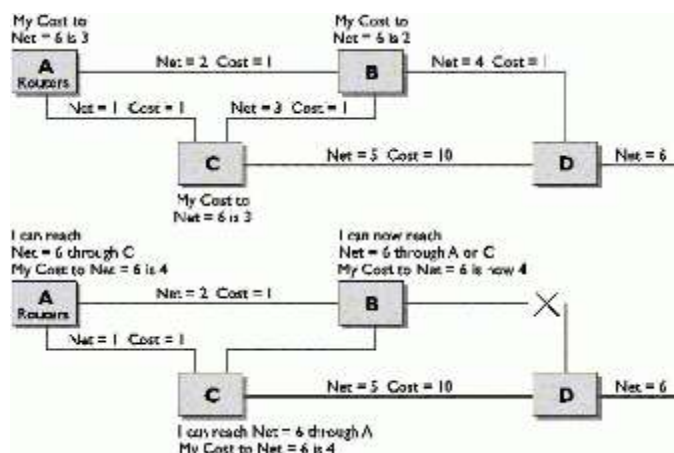 My Cost to
Net = 6 is 3
My Cost to
Net = 6 is 2
A
Routers
Net = 2 Cost = 1
B
Net = 4 Cost = 1
Net = 1 Cost = 1
Net = 3 Cost = 1
C
Net = 5 Cost = 10
D
Net = 6
My Cost to
Net = 6 is 3
I can reach
Net = 6 through C
My Cost to Net = 6 is 4
I can now reach
Net = 6 through A or C
My Cost to Net = 6 is now 4
A
Routers
Net = 2 Cost = 1
B
Net = 1 Cost = 1
C
Net = 5 Cost = 10
D
Net = 6
I can reach Net = 6 through A
My Cost to Net = 6 is 4